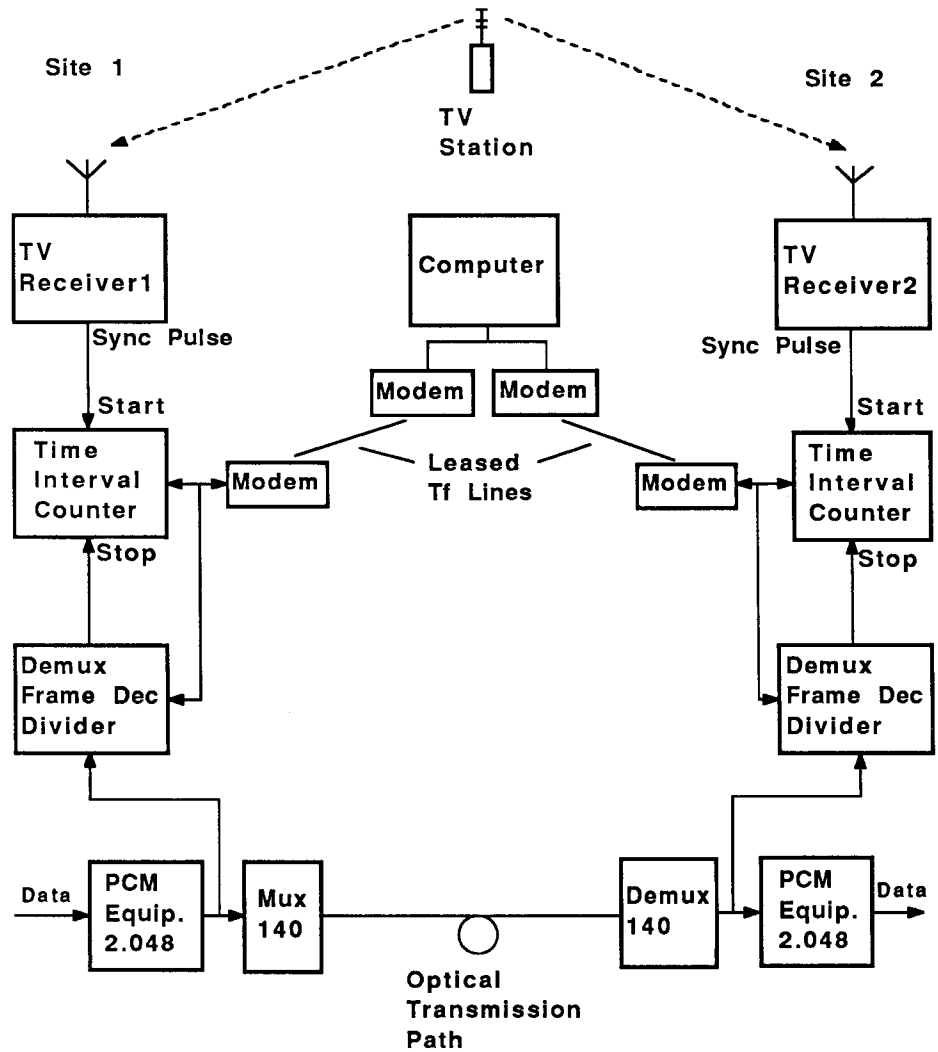 Site 1
TV
Station
Site 2
TV
Receiver1
Computer
TV
Receiver2
Sync Pulse
Sync Pulse
Modem
Modem
Start
Start
Time
Interval
Counter
Modem
Leased
Tf Lines
Modem
Time
Interval
Counter
Stop
Stop
Demux
Frame Dec
Divider
Demux
Frame Dec
Divider
Data
PCM
Equip.
2.048
Mux
140
Demux
140
PCM
Equip.
2.048
Data
Optical
Transmission
Path